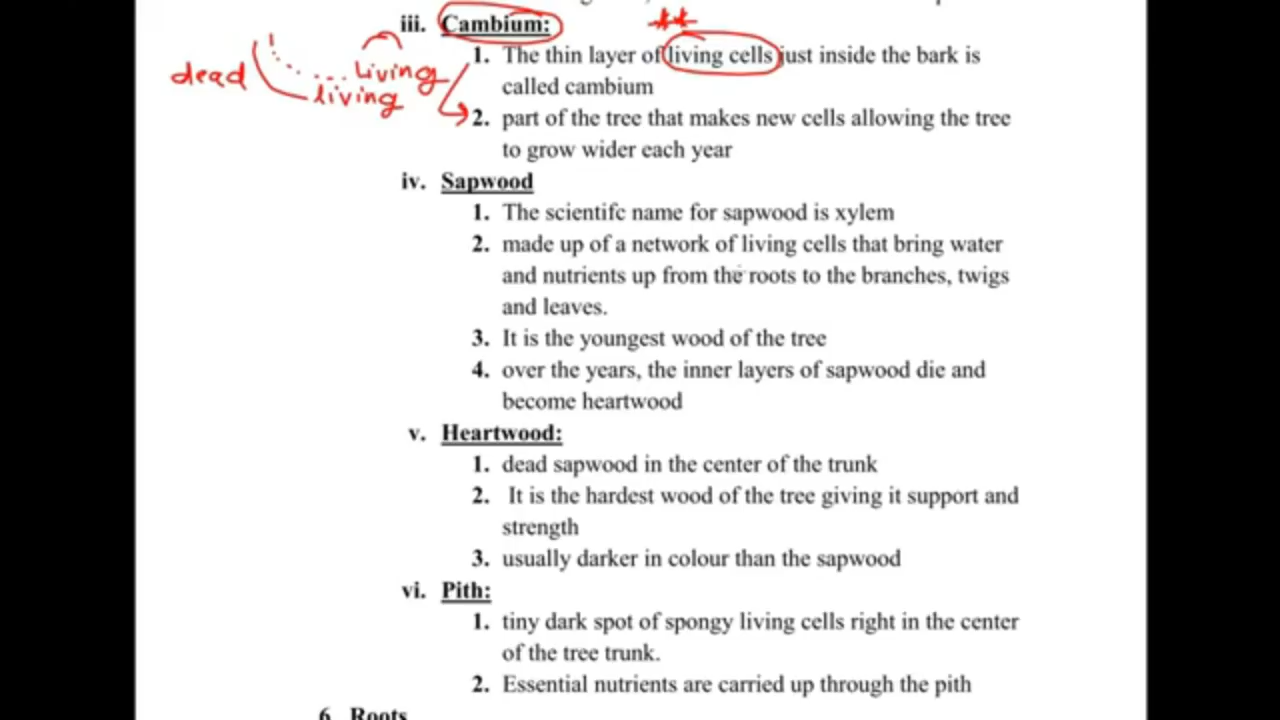 iii. Cambium:
1. The thin layer of living cells just inside the bark is
called cambium
dead
living
living
2. part of the tree that makes new cells allowing the tree
to grow wider each year
iv. Sapwood
1. The scientifc name for sapwood is xylem
2. made up of a network of living cells that bring water
and nutrients up from the roots to the branches, twigs
and leaves.
3. It is the youngest wood of the tree
4. over the years, the inner layers of sapwood die and
become heartwood
v. Heartwood:
1. dead sapwood in the center of the trunk
2. It is the hardest wood of the tree giving it support and
strength
3. usually darker in colour than the sapwood
vi. Pith:
1. tiny dark spot of spongy living cells right in the center
of the tree trunk.
2. Essential nutrients are carried up through the pith
6. Roots